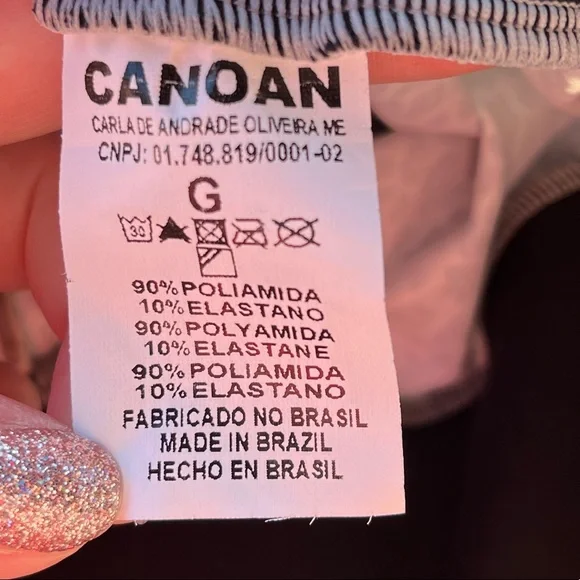 CANOAN
CARLA DE ANDRADE OLIVEIRA ME
CNPJ: 01.748.819/0001-02
G
30
90% POLIAMIDA
10% ELASTANO
90% POLYAMIDA
10% ELASTANE
90% POLIAMIDA
10% ELASTANO
FABRICADO NO BRASIL
MADE IN BRAZIL
HECHO EN BRASIL